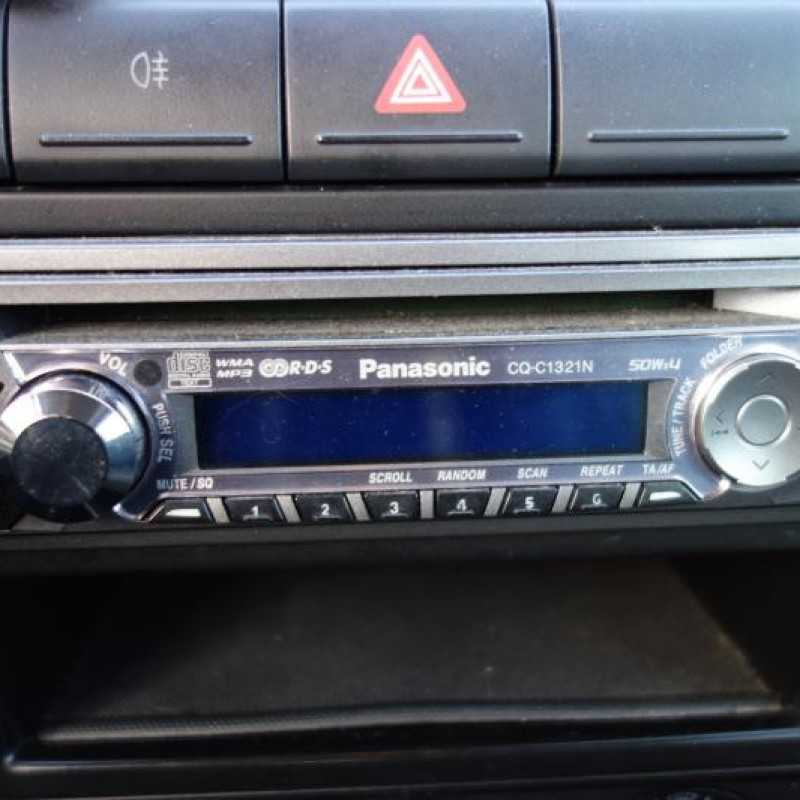 VOL
PUSH SEL
DISC
WMA
MP3
R·D·S
Panasonic
CQ-C1321N
50W×4
FOLDER
TUNE/TRACK
MUTE / SQ
SCROLL
RANDOM
SCAN
REPEAT
TA/AF
1
2
3
4
5
6